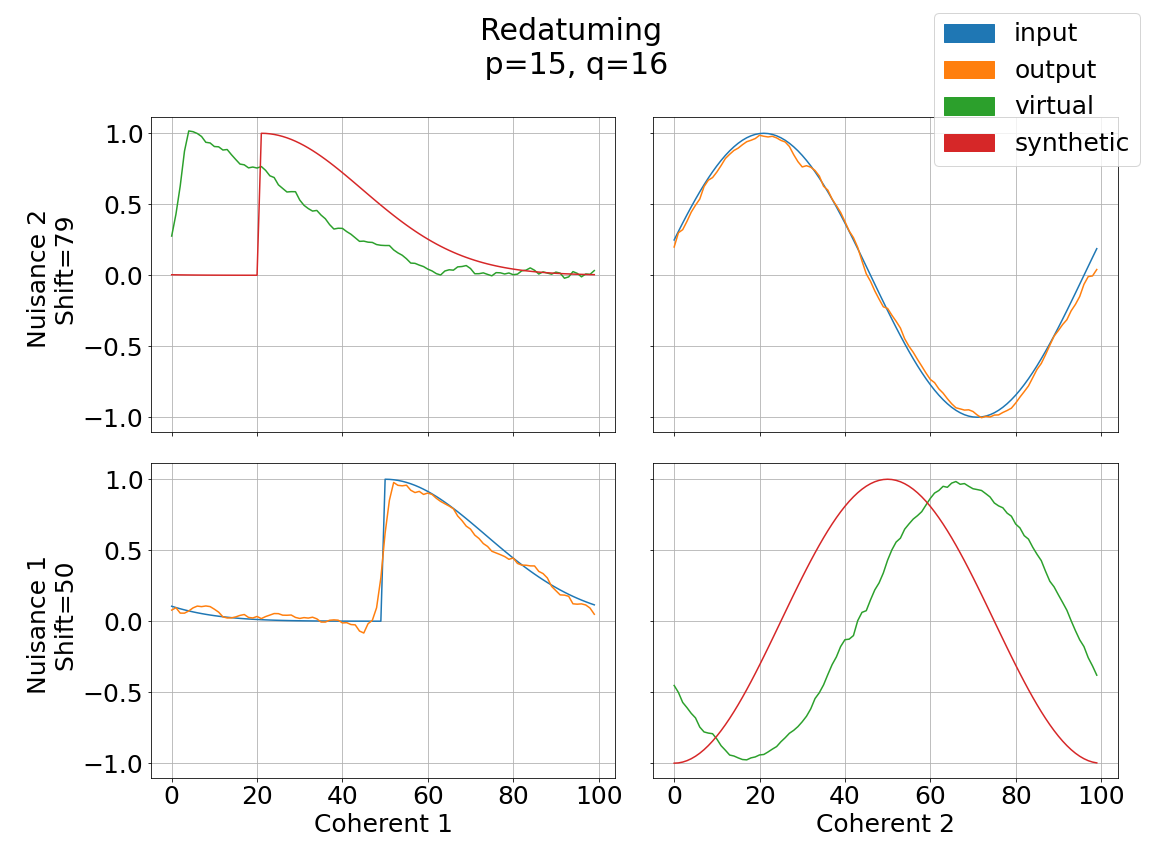 Redatuming
p=15, q=16
input
output
virtual
synthetic
Nuisance 2
Shift=79
1.0
0.5
0.0
−0.5
−1.0
Nuisance 1
Shift=50
1.0
0.5
0.0
−0.5
−1.0
0 20 40 60 80 100
Coherent 1
0 20 40 60 80 100
Coherent 2